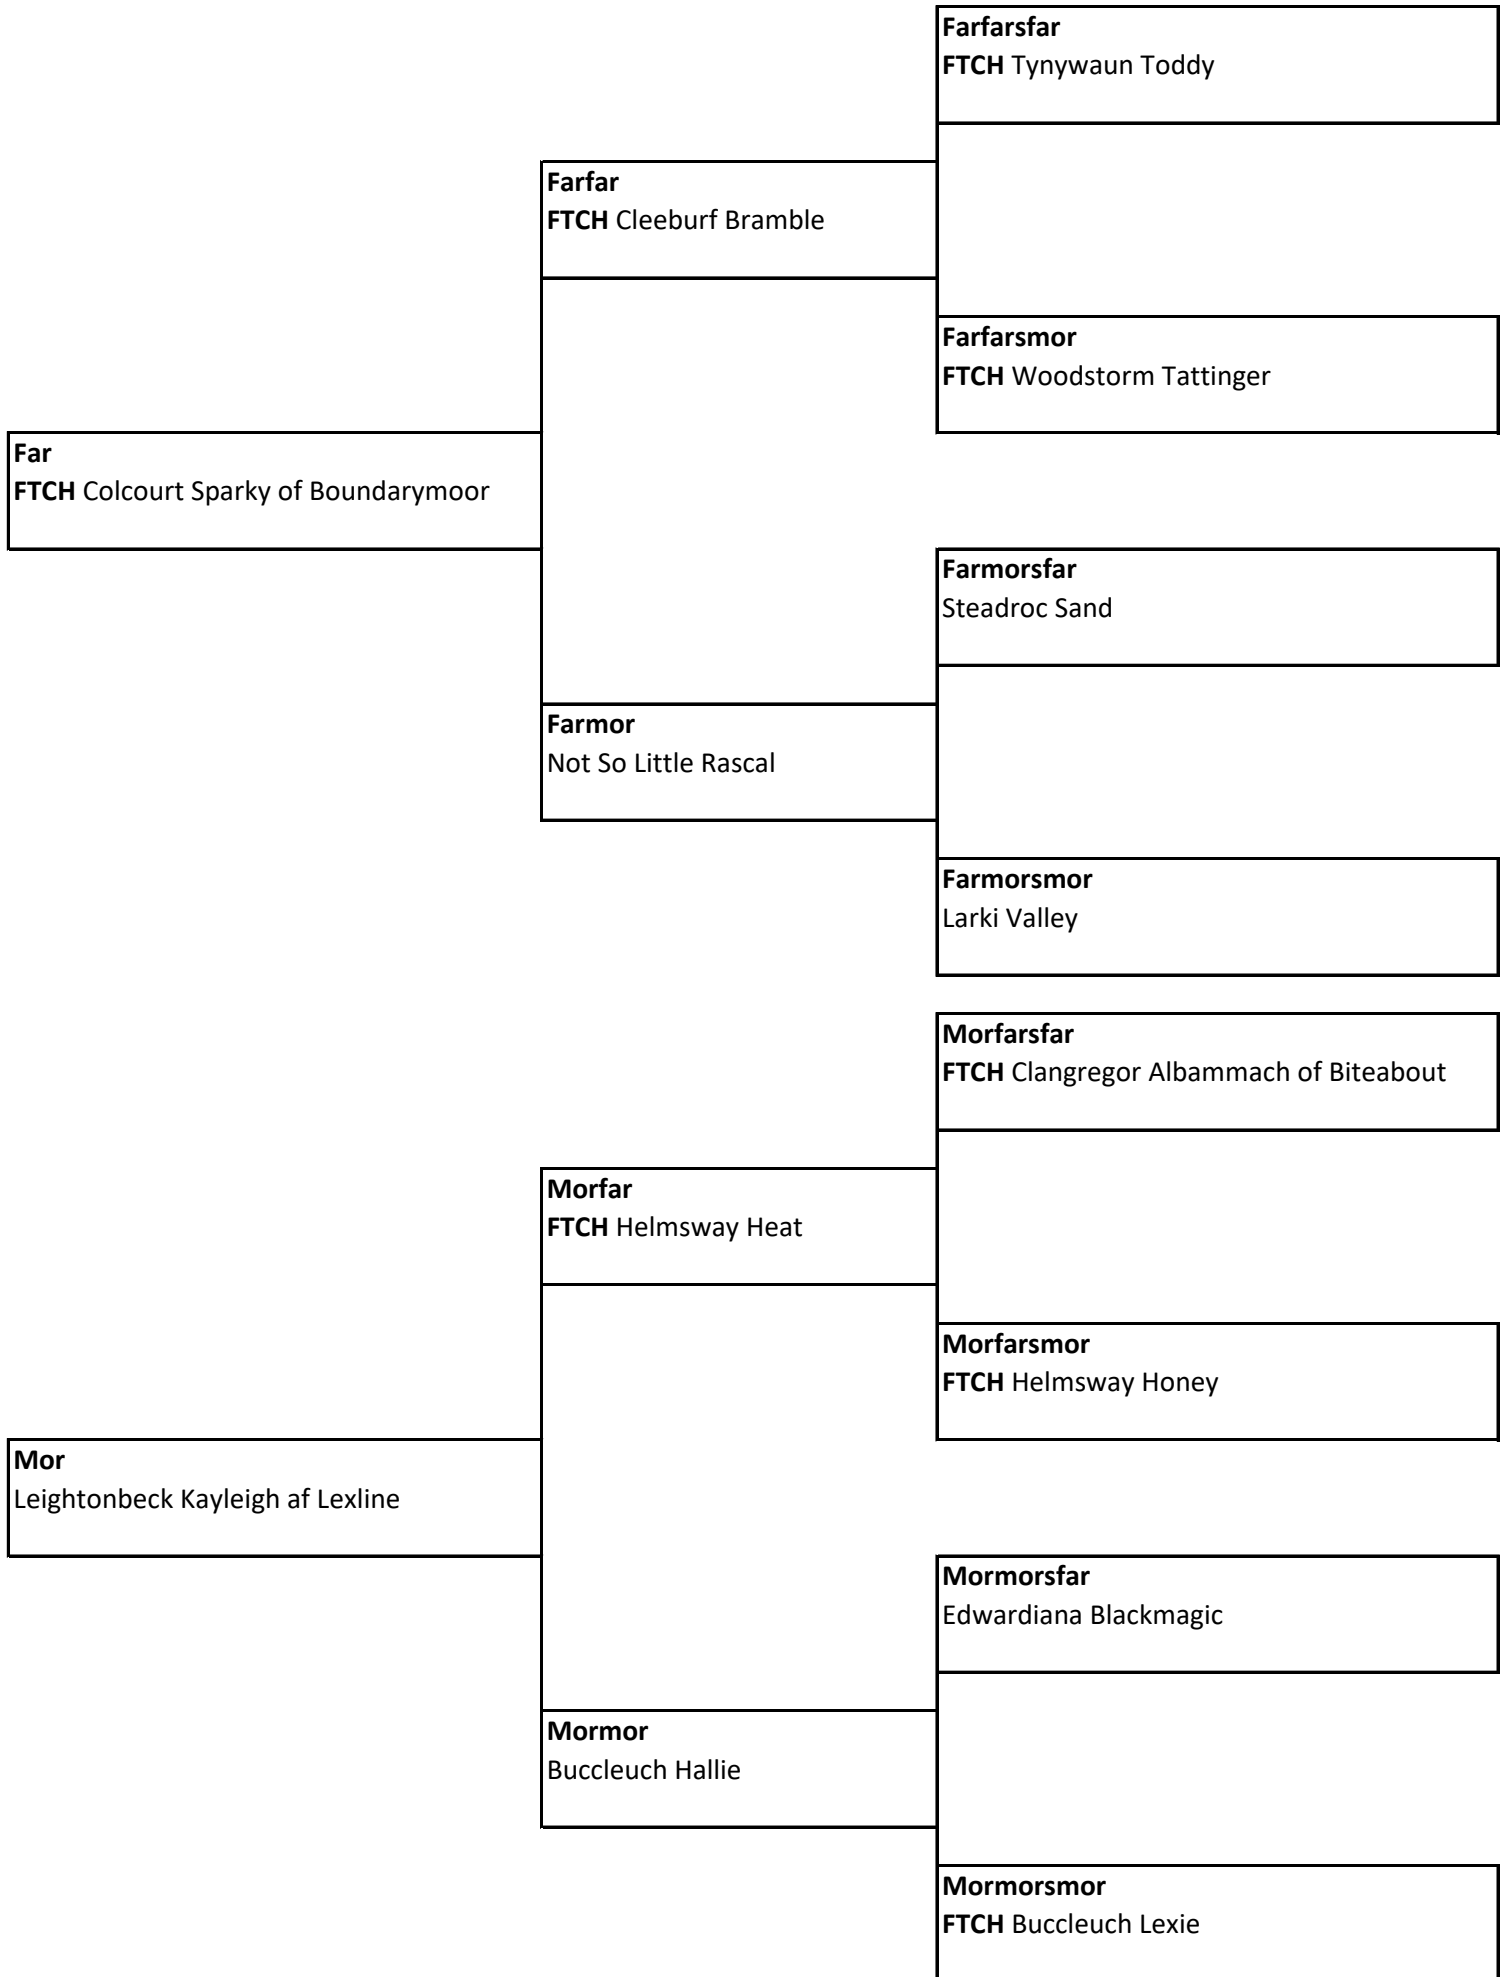 Farfarsfar
FTCH Tynywaun Toddy
Farfar
FTCH Cleeburf Bramble
Farfarsmor
FTCH Woodstorm Tattinger
Far
FTCH Colcourt Sparky of Boundarymoor
Farmorsfar
Steadroc Sand
Farmor
Not So Little Rascal
Farmorsmor
Larki Valley
Morfarsfar
FTCH Clangregor Albammach of Biteabout
Morfar
FTCH Helmsway Heat
Morfarsmor
FTCH Helmsway Honey
Mor
Leightonbeck Kayleigh af Lexline
Mormorsfar
Edwardiana Blackmagic
Mormor
Buccleuch Hallie
Mormorsmor
FTCH Buccleuch Lexie